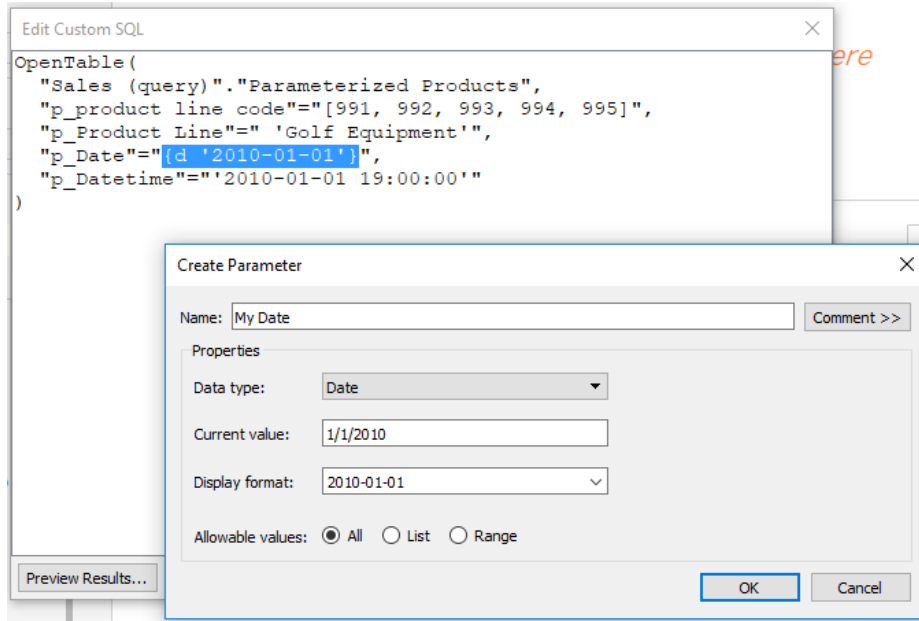 Edit Custom SQL
ere
OpenTable(
"Sales (query)"."Parameterized Products",
"p_product line code"="[991, 992, 993, 994, 995]",
"p_Product Line"=" 'Golf Equipment'",
"p_Date"="{d '2010-01-01'}",
"p_Datetime"="'2010-01-01 19:00:00'"
)
Create Parameter
Name: My Date Comment >>
Properties
Data type: Date
Current value: 1/1/2010
Display format: 2010-01-01
Allowable values: All List Range
Preview Results...
OK Cancel